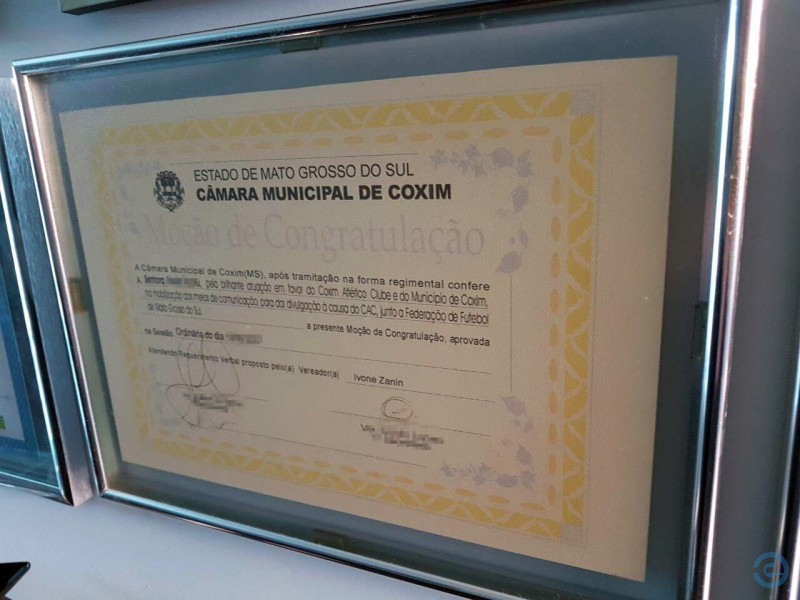 ESTADO DE MATO GROSSO DO SUL
CÂMARA MUNICIPAL DE COXIM
Moção de Congratulação
A Câmara Municipal de Coxim(MS), após tramitação na forma regimental confere
A Senhora, pelo brilhante atuação em favor do Coxim Atlético Clube e do Município de Coxim,
na mobilização dos meios de comunicação, para dar divulgação à causa do CAC, junto a Federação de Futebol
de Mato Grosso do Sul.
a presente Moção de Congratulação, aprovada
na Sessão Ordinária do dia
Atendendo Requerimento Verbal proposto pelo(a) Vereador(a) Ivone Zanin